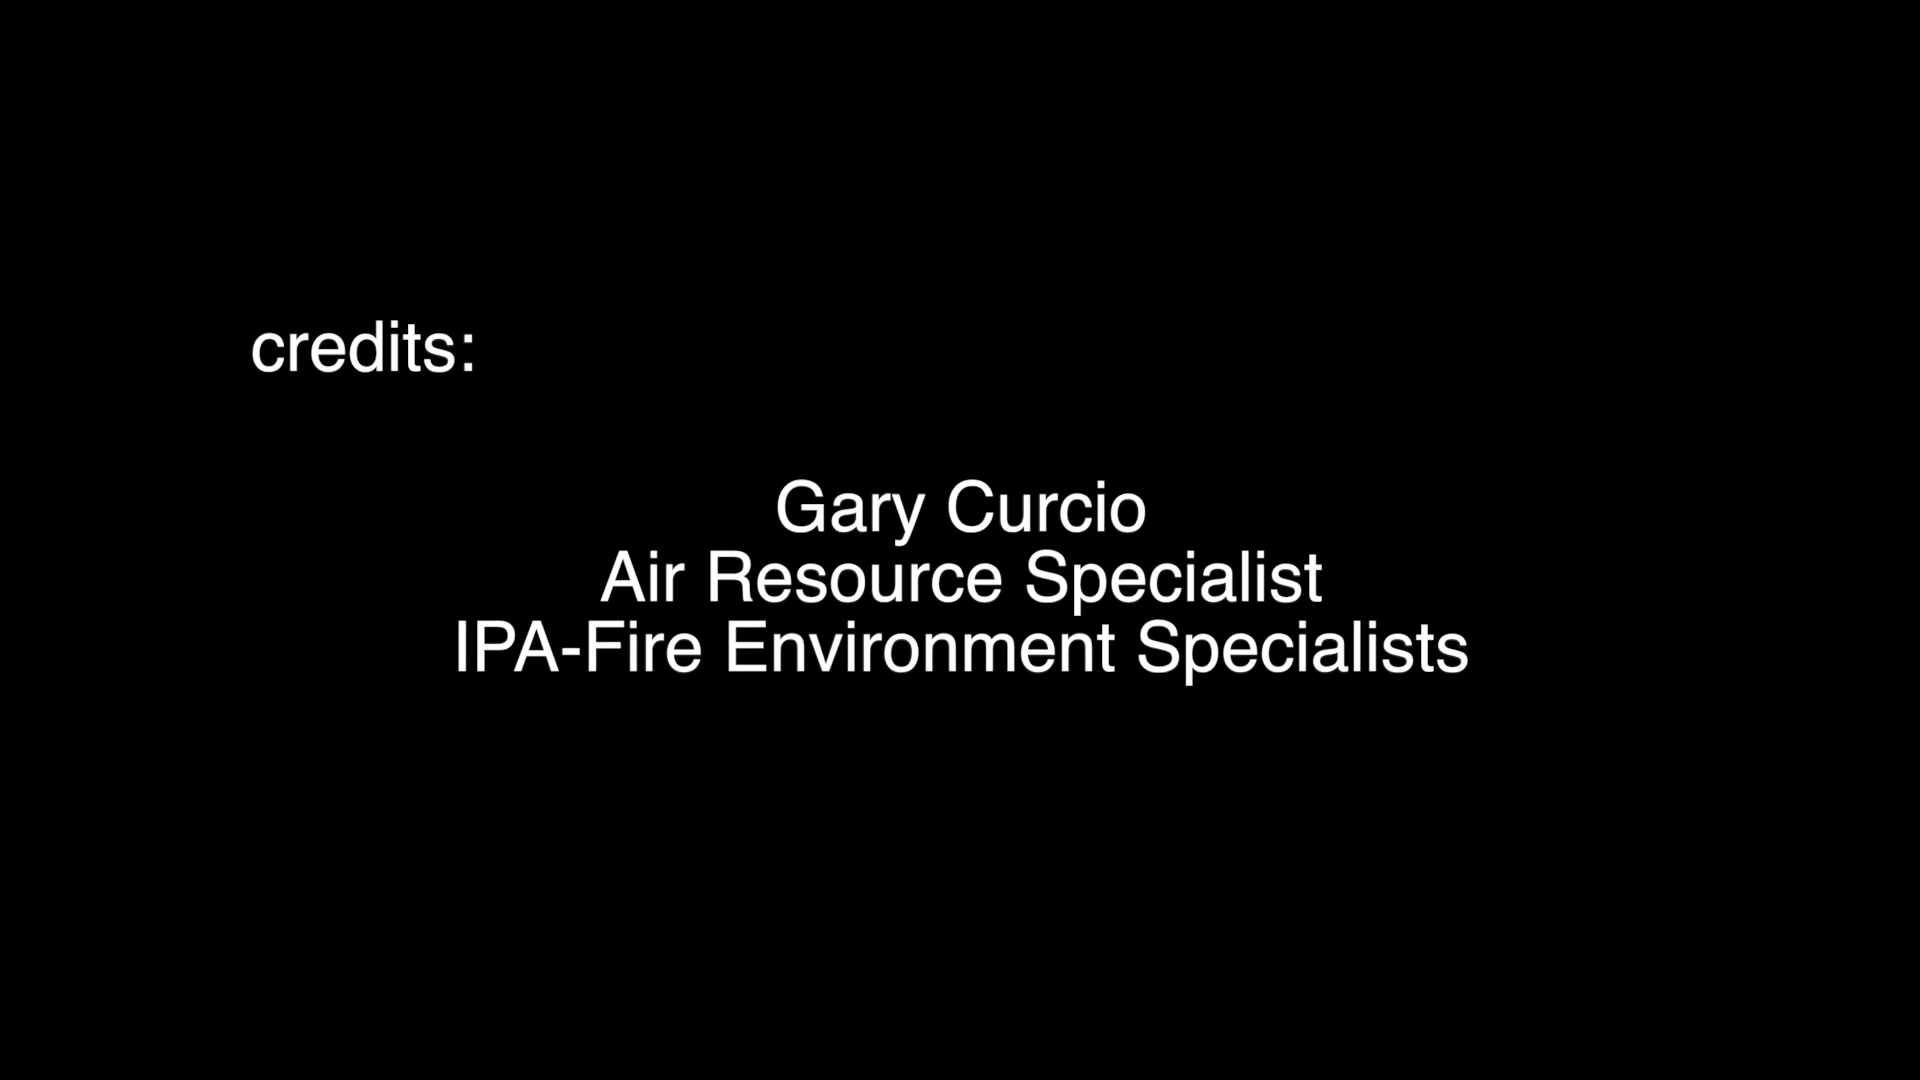 credits:
Gary Curcio
Air Resource Specialist
IPA-Fire Environment Specialists